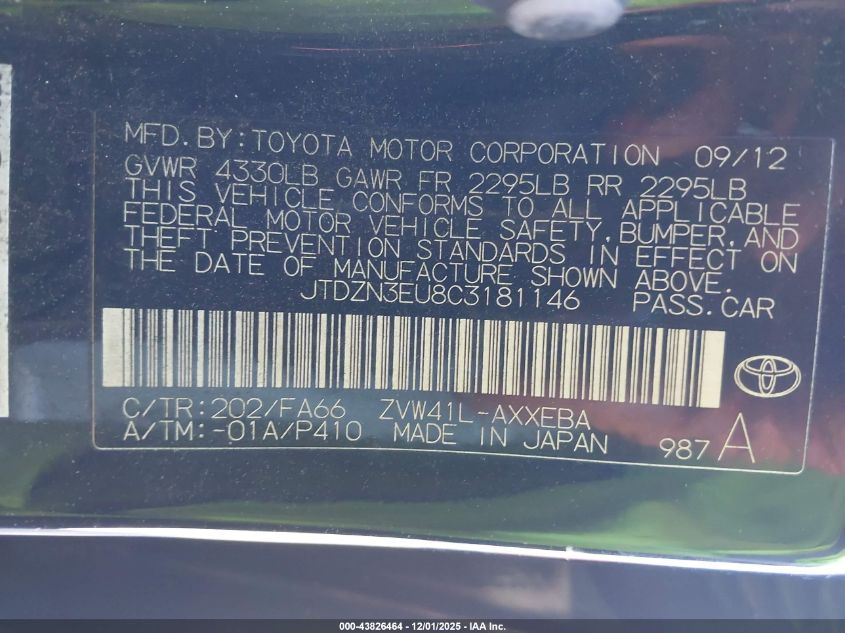 MFD.BY:TOYOTA MOTOR CORPORATION 09/12
GVWR 4330LB GAWR FR 2295LB RR 2295LB
THIS VEHICLE CONFORMS TO ALL APPLICABLE
FEDERAL MOTOR VEHICLE SAFETY,BUMPER,AND
THEFT PREVENTION STANDARDS IN EFFECT ON
THE DATE OF MANUFACTURE SHOWN ABOVE.
JTDZN3EU8C3181146 PASS.CAR
C/TR:202/FA66 ZVW41L-AXXEBA
A/TM:-01A/P410 MADE IN JAPAN 987A
000-43826464 - 12/01/2025 - IAA Inc.